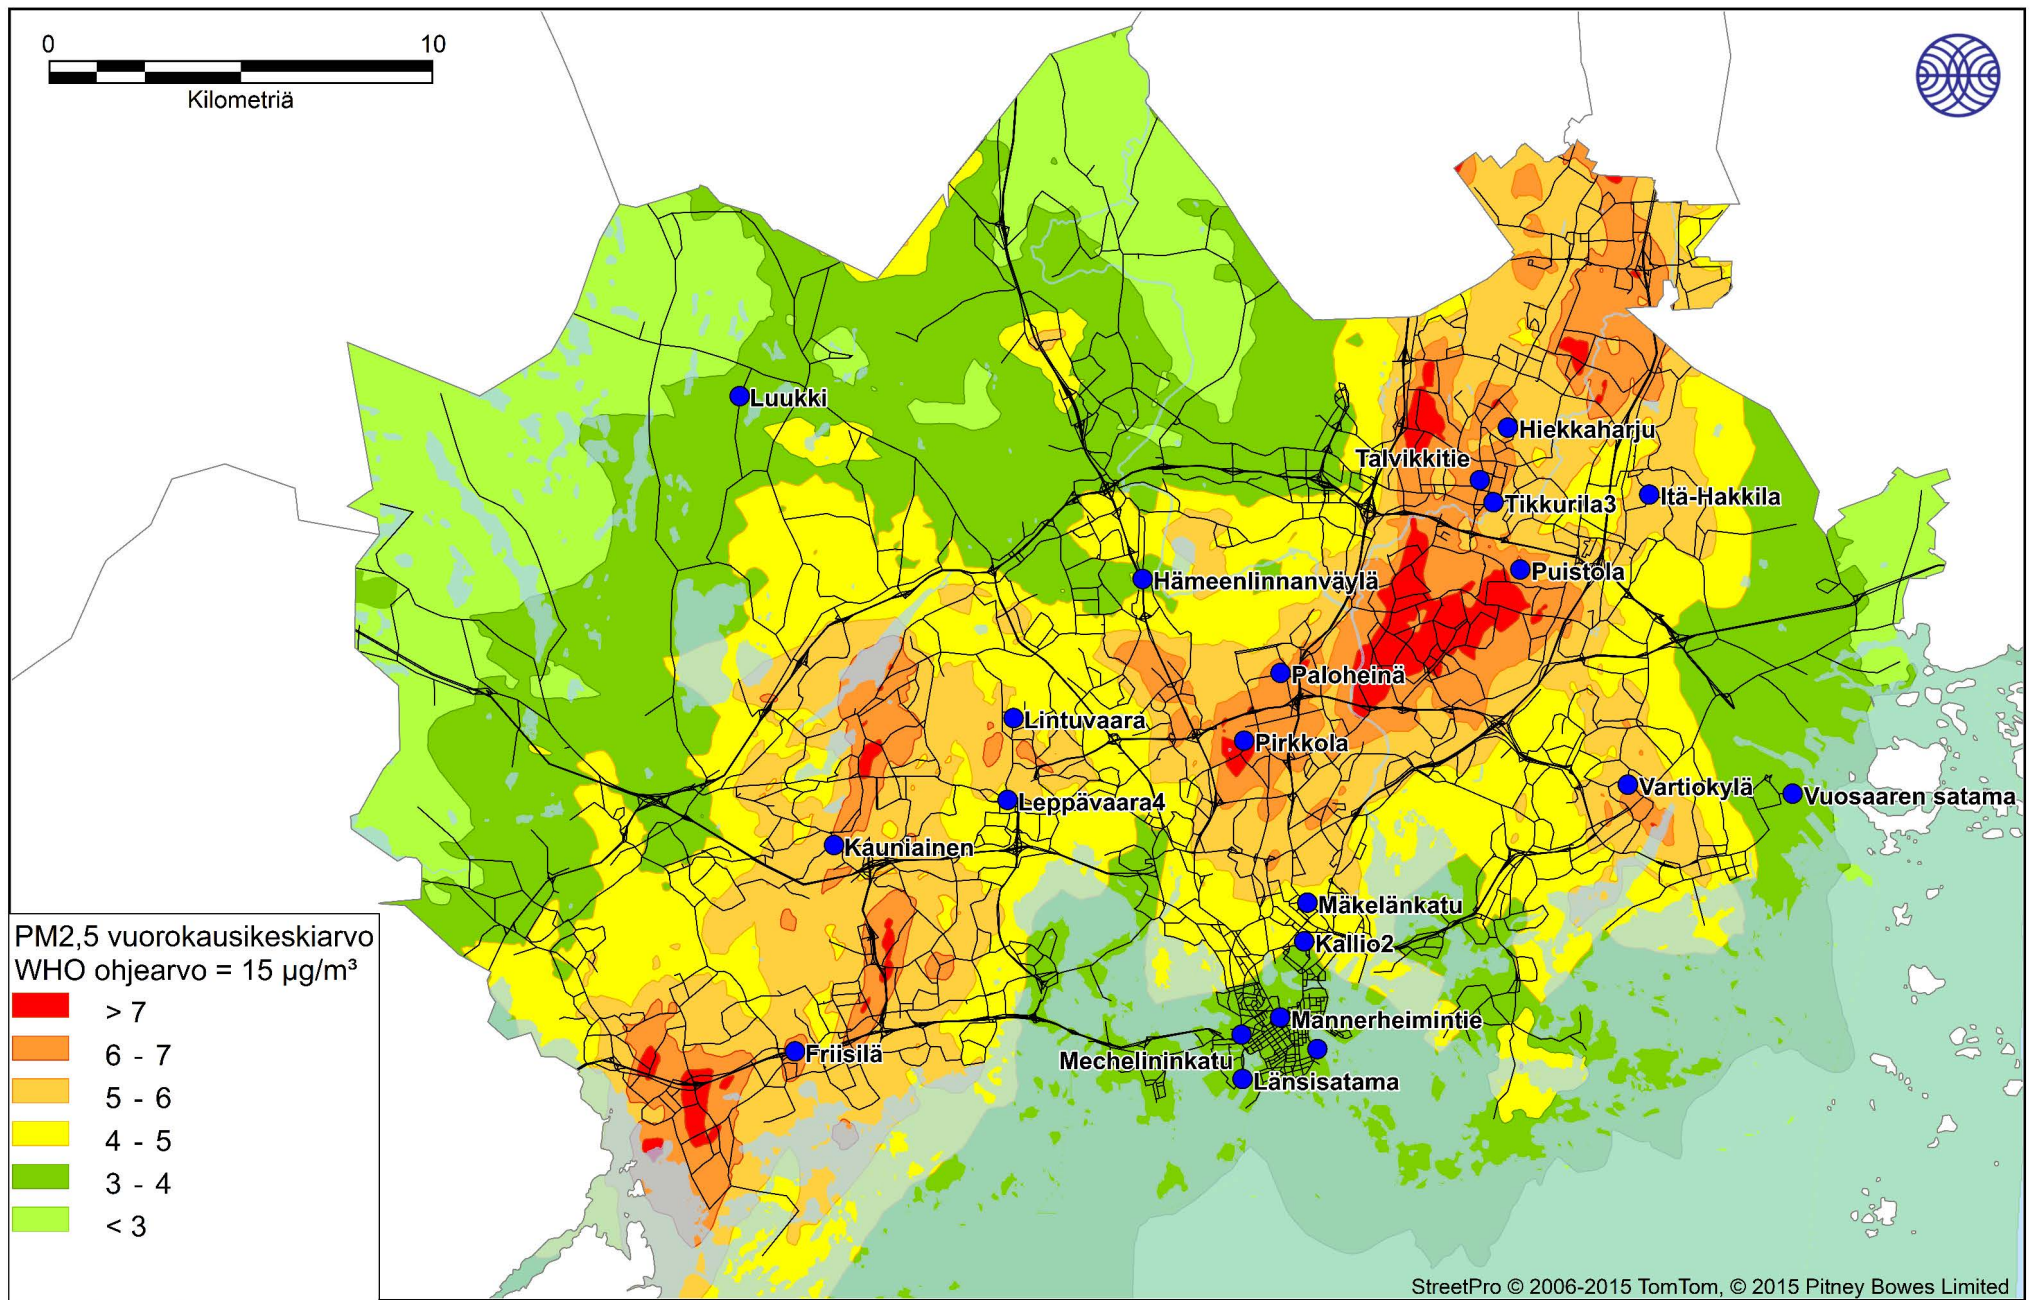 0 10
Kilometriä
Luukki
Hiekkaharju
Talvikkitie
Itä-Hakkila
Tikkurila3
Puistola
Hämeenlinnanväylä
Paloheinä
Lintuvaara
Pirkkola
Vartiokylä
Vuosaaren satama
Leppävaara4
Kauniainen
Mäkelänkatu
Kallio2
Mannerheimintie
Friisilä
Mechelininkatu
Länsisatama
PM2,5 vuorokausikeskiarvo
WHO ohjearvo = 15 µg/m³
> 7
6 - 7
5 - 6
4 - 5
3 - 4
< 3
StreetPro © 2006-2015 TomTom, © 2015 Pitney Bowes Limited